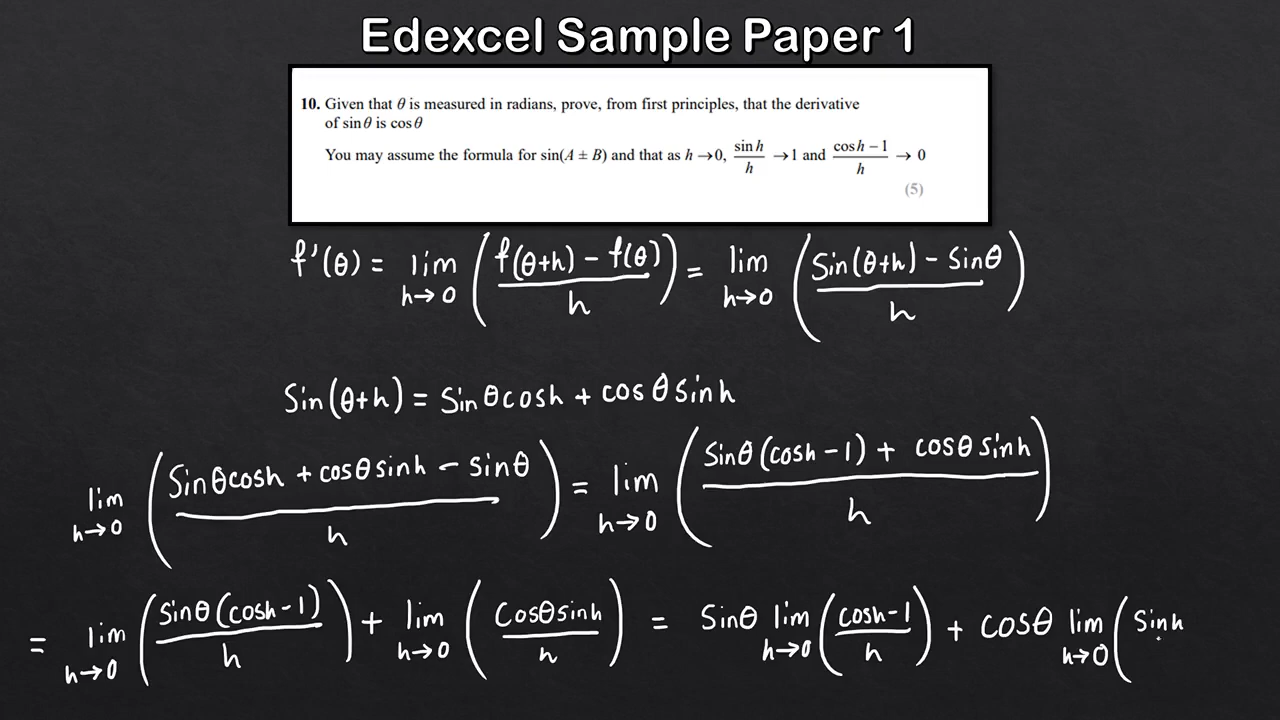 Edexcel Sample Paper 1
10. Given that θ is measured in radians, prove, from first principles, that the derivative
of sin θ is cos θ
You may assume the formula for sin(A ± B) and that as h → 0, sin h / h → 1 and cos h − 1 / h → 0
(5)
f'(θ) = lim h→0 ( f(θ+h) − f(θ) / h ) = lim h→0 ( Sin(θ+h) − Sinθ / h )
Sin(θ+h) = Sinθcosh + cosθSinh
lim h→0 ( Sinθcosh + cosθsinh − sinθ / h ) = lim h→0 ( Sinθ(cosh−1) + cosθsinh / h )
= lim h→0 ( Sinθ(cosh−1) / h ) + lim h→0 ( Cosθsinh / h ) = Sinθ lim h→0 ( cosh−1 / h ) + cosθ lim h→0 ( Sinh